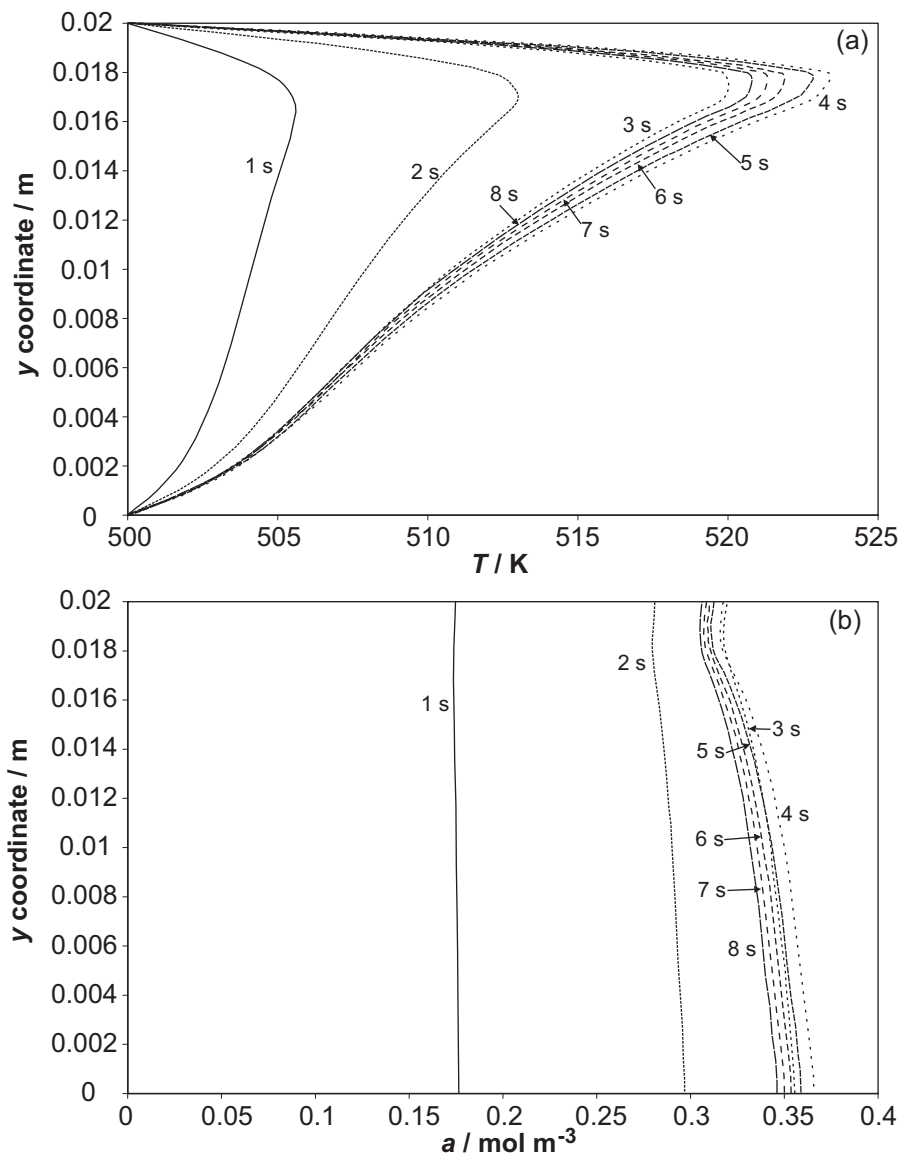 (a)
0.02
0.018
0.016
0.014
0.012
0.01
0.008
0.006
0.004
0.002
0
y coordinate / m
1 s
2 s
3 s
4 s
5 s
6 s
7 s
8 s
500
505
510
515
520
525
T / K
(b)
0.02
0.018
0.016
0.014
0.012
0.01
0.008
0.006
0.004
0.002
0
y coordinate / m
1 s
2 s
3 s
5 s
4 s
6 s
7 s
8 s
0
0.05
0.1
0.15
0.2
0.25
0.3
0.35
0.4
a / mol m⁻³